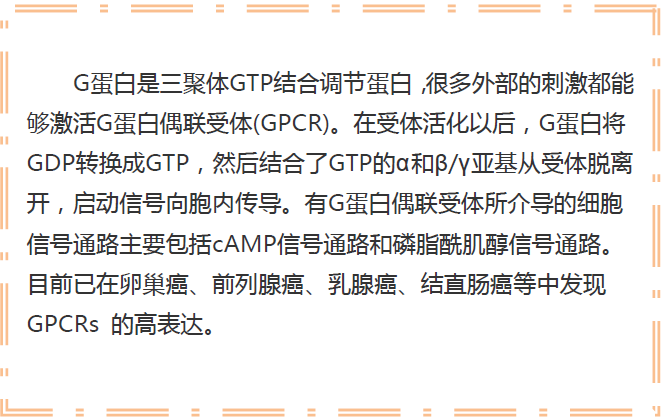 G蛋白是三聚体GTP结合调节蛋白 ,很多外部的刺激都能
够激活G蛋白偶联受体(GPCR)。在受体活化以后，G蛋白将
GDP转换成GTP，然后结合了GTP的α和β/γ亚基从受体脱离
开，启动信号向胞内传导。有G蛋白偶联受体所介导的细胞
信号通路主要包括cAMP信号通路和磷脂酰肌醇信号通路。
目前已在卵巢癌、前列腺癌、乳腺癌、结直肠癌等中发现
GPCRs 的高表达。